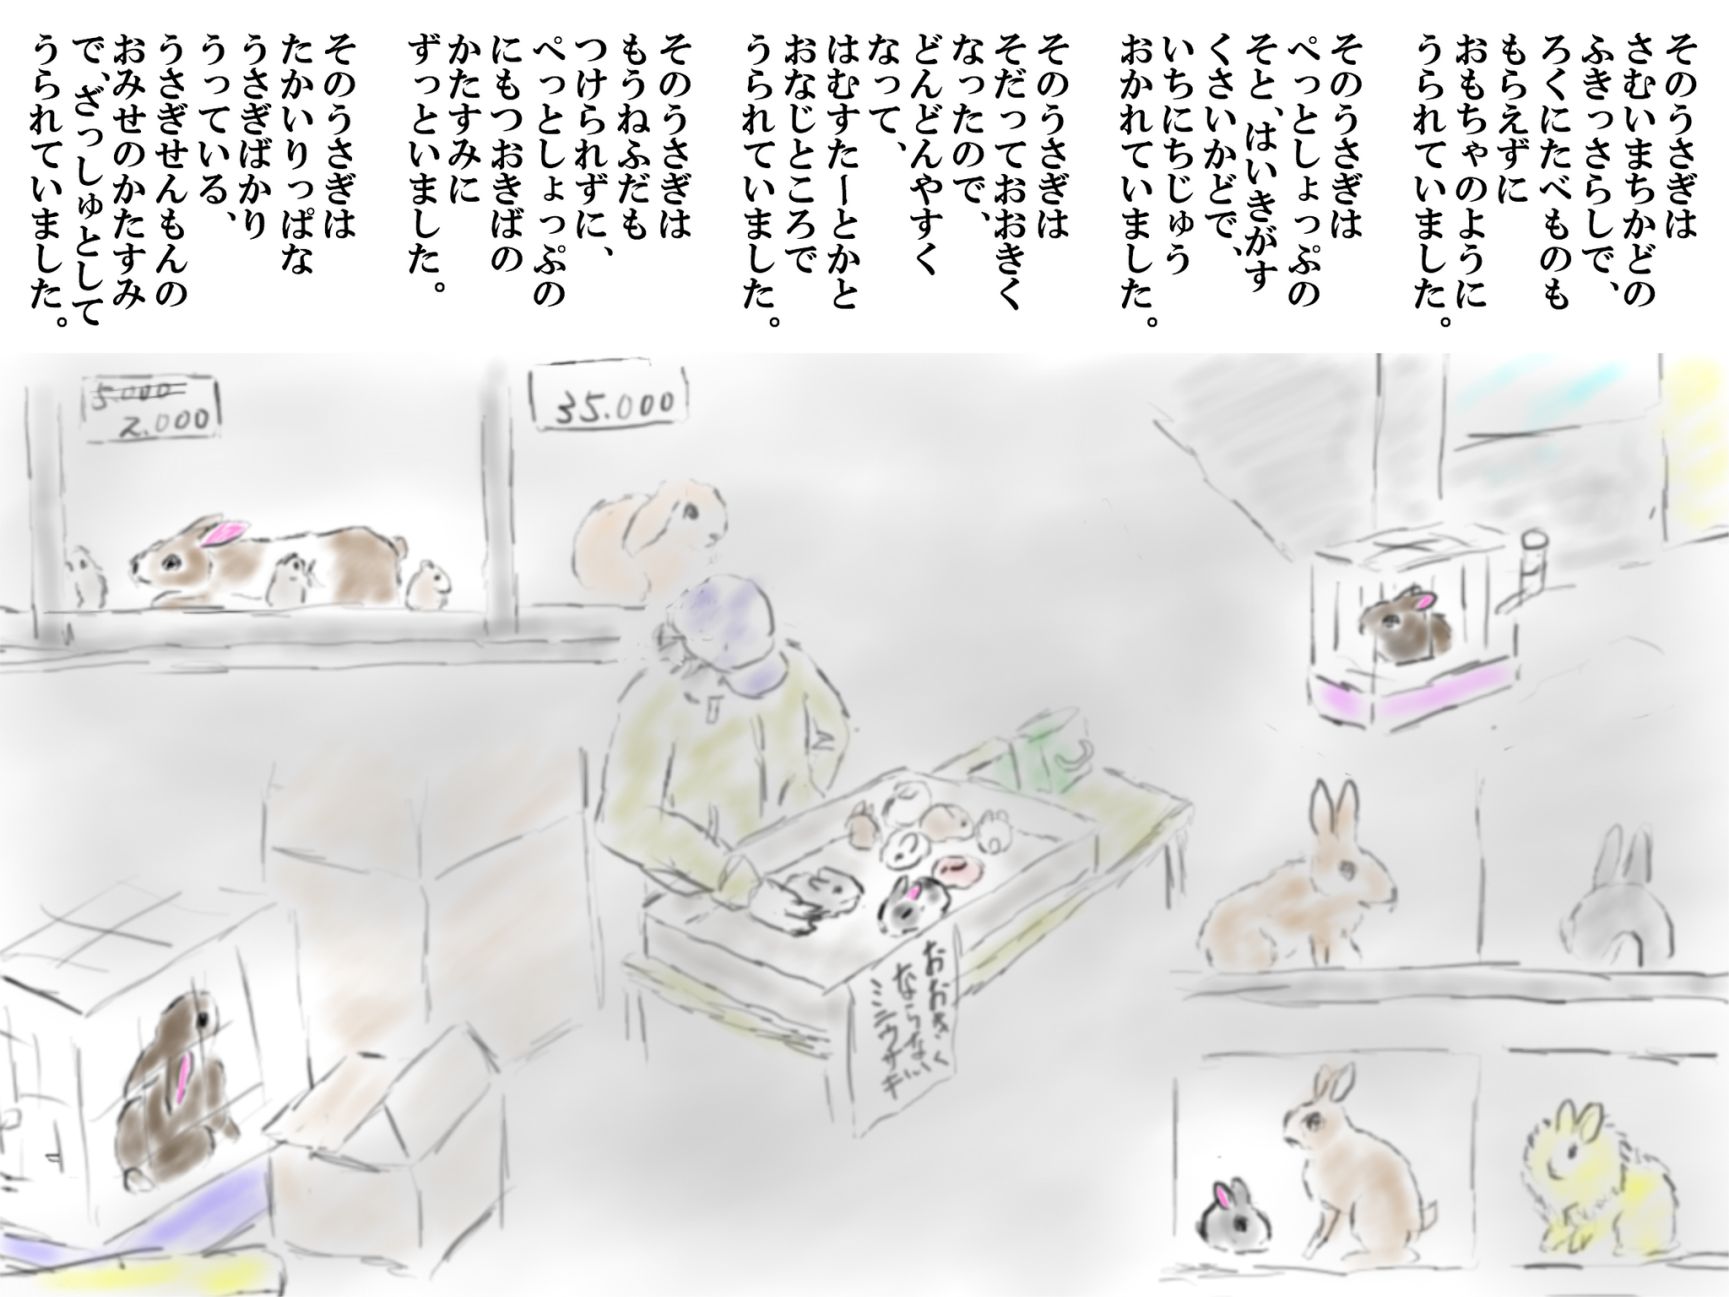 そのうさぎは
さむいまちかどの
ふきっさらしで、
ろくにたべものも
もらえずに
おもちゃのように
うられていました。
そのうさぎは
ぺっとしょっぷの
そと、はいきがす
くさいかどで、
いちにちじゅう
おかれていました。
そのうさぎは
そだっておおきく
なったので、
どんどんやすく
なって、
はむすたーとかと
おなじところで
うられていました。
そのうさぎは
もうねふだも
つけられずに、
ぺっとしょっぷの
にもつおきばの
かたすみに
ずっといました。
そのうさぎは
たかいりっぱな
うさぎばかり
うっている、
うさぎせんもんの
おみせのかたすみ
で、ざっしゅとして
うられていました。
5.000
2.000
35.000
おおきく
ならない
ミニウサギ